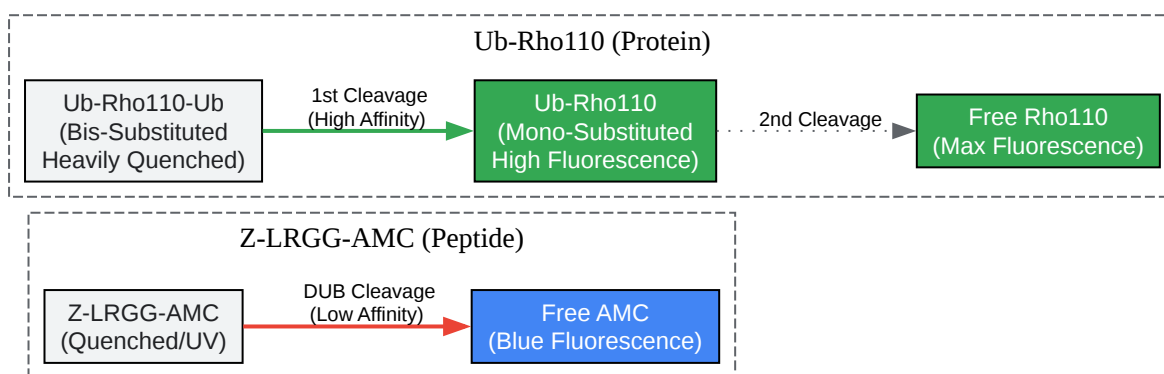 Ub-Rho110 (Protein)
Ub-Rho110-Ub
(Bis-Substituted
Heavily Quenched)
1st Cleavage
(High Affinity)
Ub-Rho110
(Mono-Substituted
High Fluorescence)
2nd Cleavage
Free Rho110
(Max Fluorescence)
Z-LRGG-AMC (Peptide)
Z-LRGG-AMC
(Quenched/UV)
DUB Cleavage
(Low Affinity)
Free AMC
(Blue Fluorescence)